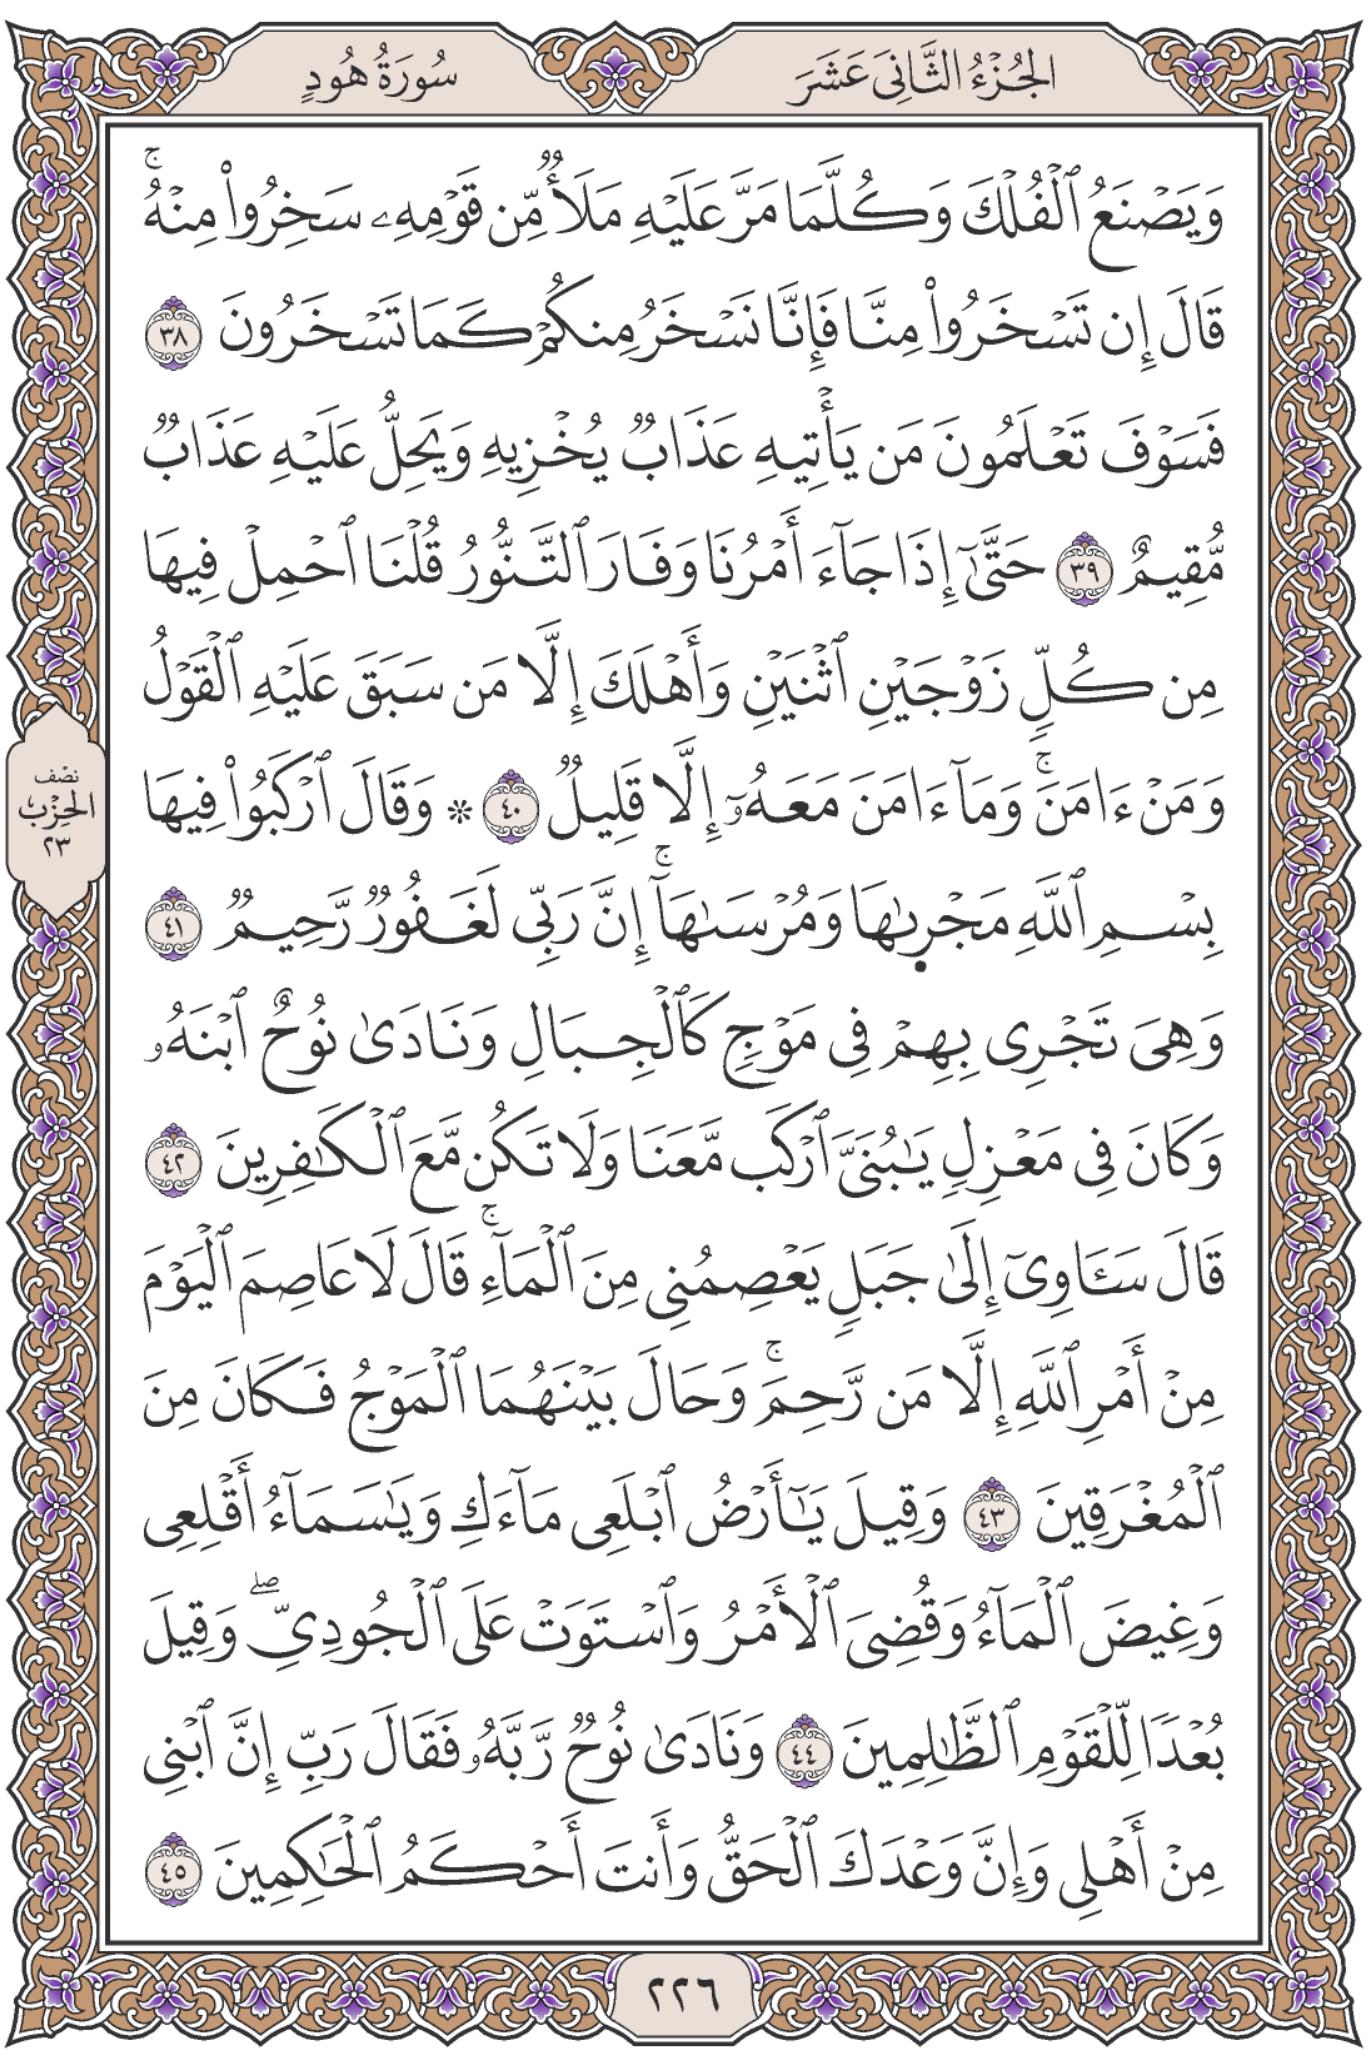 الجُزْءُ الثَّانِيَ عَشَرَ
سُورَةُ هُودٍ
وَيَصْنَعُ ٱلْفُلْكَ وَكُلَّمَا مَرَّ عَلَيْهِ مَلَأٌ مِّن قَوْمِهِۦ سَخِرُوا۟ مِنْهُ ۚ
قَالَ إِن تَسْخَرُوا۟ مِنَّا فَإِنَّا نَسْخَرُ مِنكُمْ كَمَا تَسْخَرُونَ ٣٨
فَسَوْفَ تَعْلَمُونَ مَن يَأْتِيهِ عَذَابٌ يُخْزِيهِ وَيَحِلُّ عَلَيْهِ عَذَابٌ
مُّقِيمٌ ٣٩ حَتَّىٰٓ إِذَا جَآءَ أَمْرُنَا وَفَارَ ٱلتَّنُّورُ قُلْنَا ٱحْمِلْ فِيهَا
مِن كُلٍّ زَوْجَيْنِ ٱثْنَيْنِ وَأَهْلَكَ إِلَّا مَن سَبَقَ عَلَيْهِ ٱلْقَوْلُ
وَمَنْ ءَامَنَ ۚ وَمَآ ءَامَنَ مَعَهُۥٓ إِلَّا قَلِيلٌ ٤٠ * وَقَالَ ٱرْكَبُوا۟ فِيهَا
بِسْمِ ٱللَّهِ مَجْر۪ىٰهَا وَمُرْسَىٰهَآ ۚ إِنَّ رَبِّى لَغَفُورٌ رَّحِيمٌ ٤١
وَهِىَ تَجْرِى بِهِمْ فِى مَوْجٍ كَٱلْجِبَالِ وَنَادَىٰ نُوحٌ ٱبْنَهُۥ
وَكَانَ فِى مَعْزِلٍ يَـٰبُنَىَّ ٱرْكَب مَّعَنَا وَلَا تَكُن مَّعَ ٱلْكَـٰفِرِينَ ٤٢
قَالَ سَـَٔاوِىٓ إِلَىٰ جَبَلٍ يَعْصِمُنِى مِنَ ٱلْمَآءِ ۚ قَالَ لَا عَاصِمَ ٱلْيَوْمَ
مِنْ أَمْرِ ٱللَّهِ إِلَّا مَن رَّحِمَ ۚ وَحَالَ بَيْنَهُمَا ٱلْمَوْجُ فَكَانَ مِنَ
ٱلْمُغْرَقِينَ ٤٣ وَقِيلَ يَـٰٓأَرْضُ ٱبْلَعِى مَآءَكِ وَيَـٰسَمَآءُ أَقْلِعِى
وَغِيضَ ٱلْمَآءُ وَقُضِىَ ٱلْأَمْرُ وَٱسْتَوَتْ عَلَى ٱلْجُودِىِّ ۖ وَقِيلَ
بُعْدًا لِّلْقَوْمِ ٱلظَّـٰلِمِينَ ٤٤ وَنَادَىٰ نُوحٌ رَّبَّهُۥ فَقَالَ رَبِّ إِنَّ ٱبْنِى
مِنْ أَهْلِى وَإِنَّ وَعْدَكَ ٱلْحَقُّ وَأَنتَ أَحْكَمُ ٱلْحَـٰكِمِينَ ٤٥
نصْف
الحِزْب
٢٣
٢٢٦